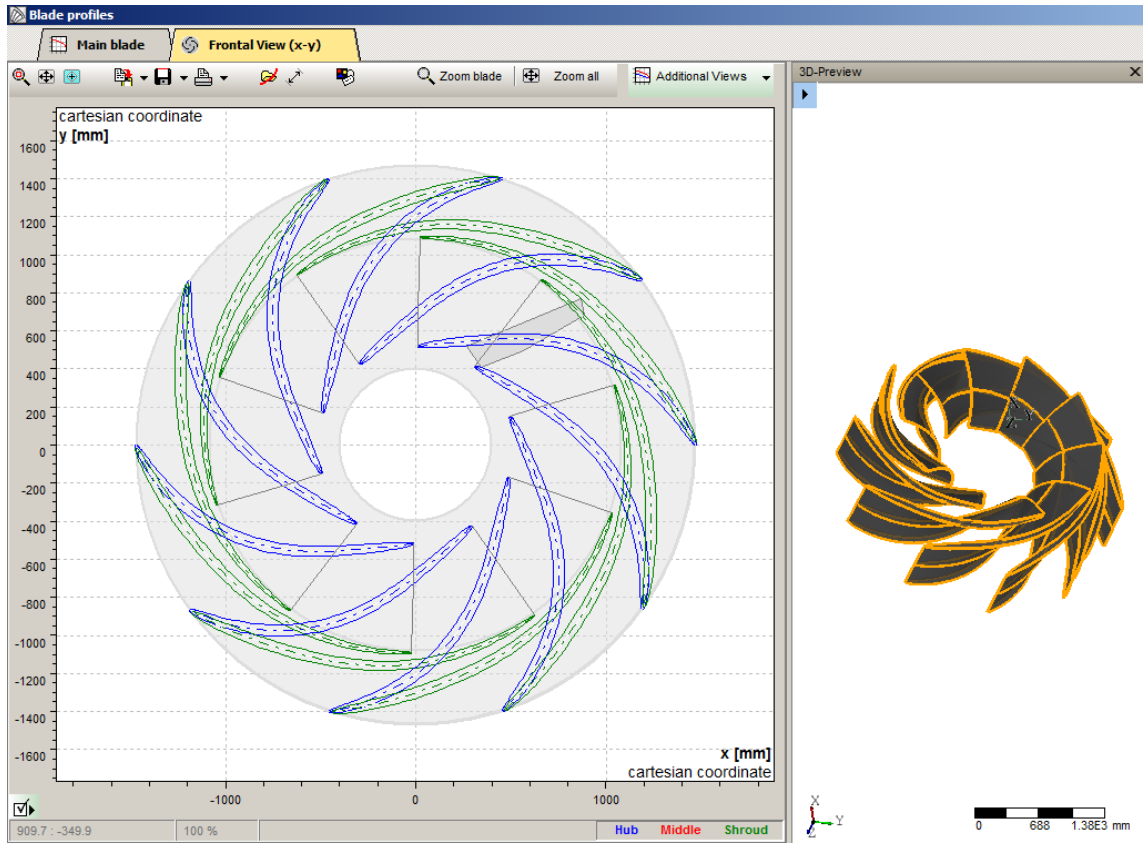 Blade profiles
Main blade
Frontal View (x-y)
Zoom blade
Zoom all
Additional Views
3D-Preview
cartesian coordinate
y [mm]
1600
1400
1200
1000
800
600
400
200
0
-200
-400
-600
-800
-1000
-1200
-1400
-1600
x [mm]
cartesian coordinate
-1000
0
1000
909.7 : -349.9
100 %
Hub
Middle
Shroud
X
Y
Z
X
Y
Z
0
688
1.38E3 mm